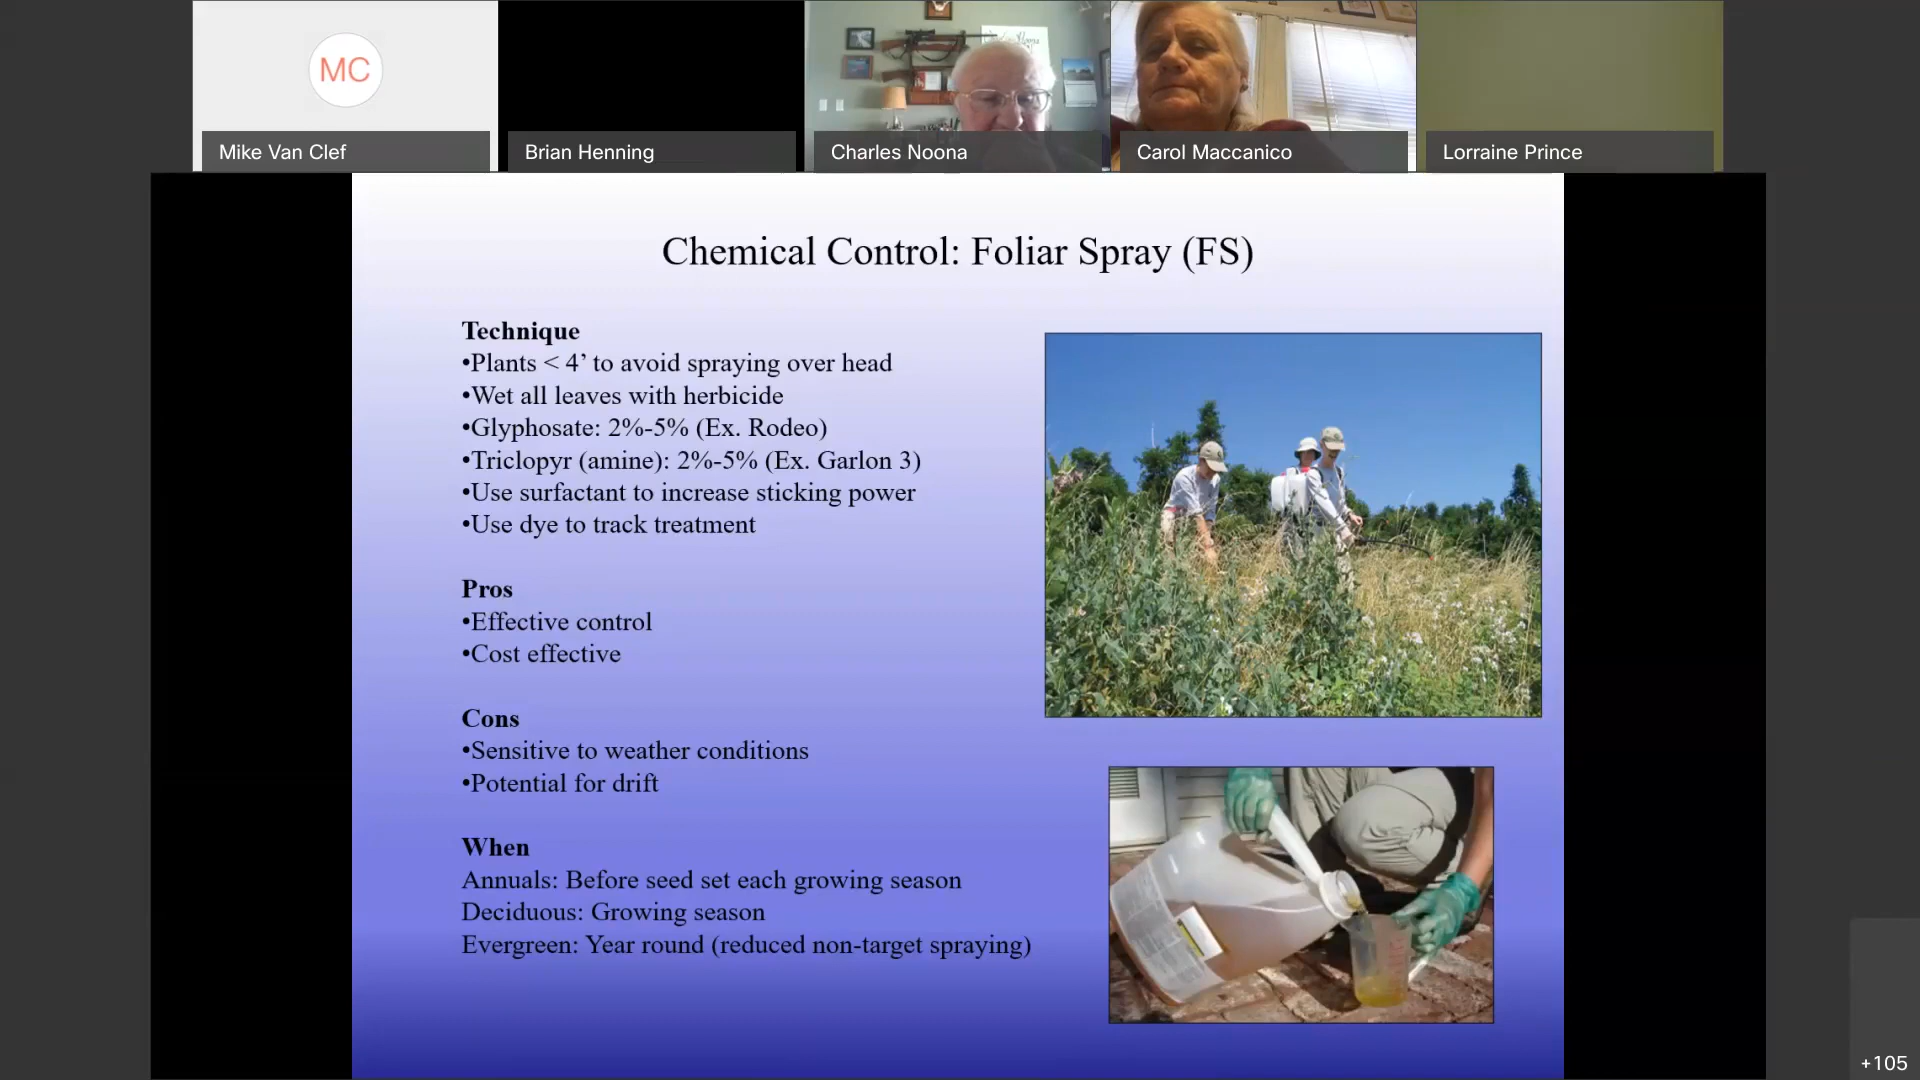 MC
Mike Van Clef
Brian Henning
Charles Noona
Carol Maccanico
Lorraine Prince
Chemical Control: Foliar Spray (FS)
Technique
•Plants < 4’ to avoid spraying over head
•Wet all leaves with herbicide
•Glyphosate: 2%-5% (Ex. Rodeo)
•Triclopyr (amine): 2%-5% (Ex. Garlon 3)
•Use surfactant to increase sticking power
•Use dye to track treatment
Pros
•Effective control
•Cost effective
Cons
•Sensitive to weather conditions
•Potential for drift
When
Annuals: Before seed set each growing season
Deciduous: Growing season
Evergreen: Year round (reduced non-target spraying)
+105